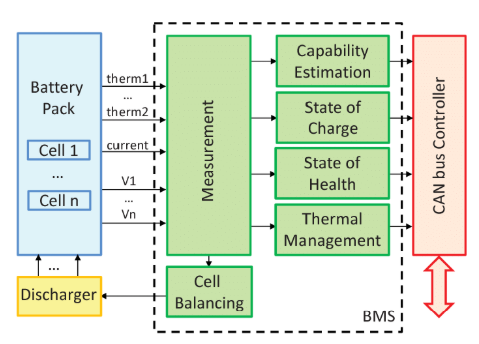 Battery
Pack
Cell 1
...
Cell n
therm1
...
therm2
current
V1
...
Vn
Measurement
Capability
Estimation
State of
Charge
State of
Health
Thermal
Management
CAN bus Controller
...
Discharger
Cell
Balancing
BMS